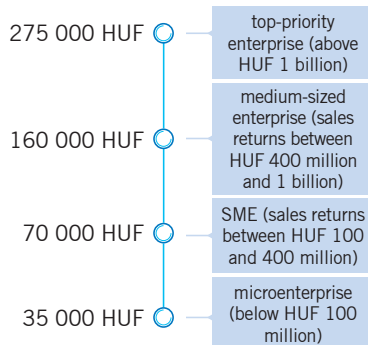 275 000 HUF
top-priority
enterprise (above
HUF 1 billion)
160 000 HUF
medium-sized
enterprise (sales
returns between
HUF 400 million
and 1 billion)
70 000 HUF
SME (sales returns
between HUF 100
and 400 million)
35 000 HUF
microenterprise
(below HUF 100
million)